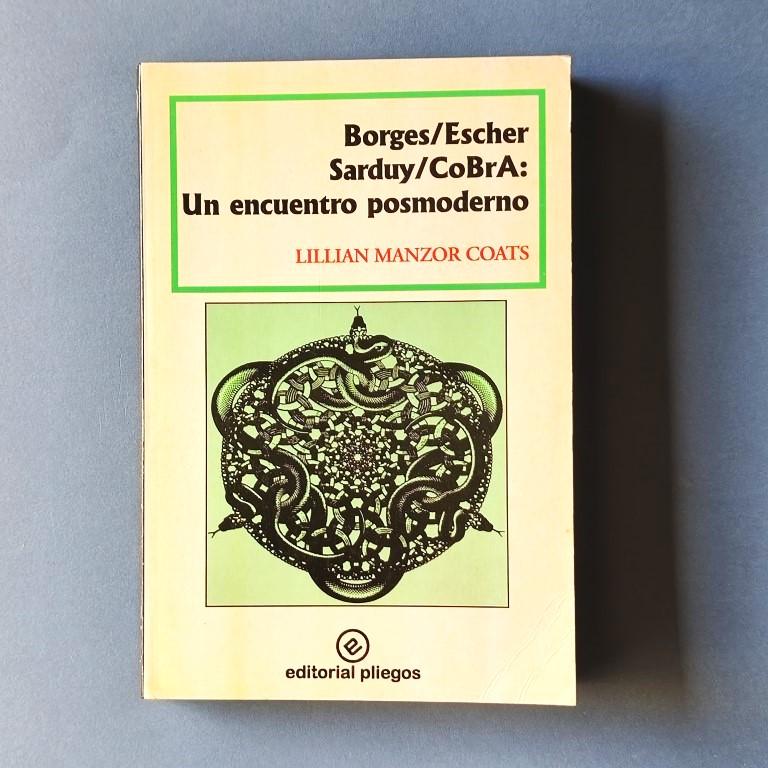 Borges/Escher
Sarduy/CoBrA:
Un encuentro posmoderno
LILLIAN MANZOR COATS
e
editorial pliegos